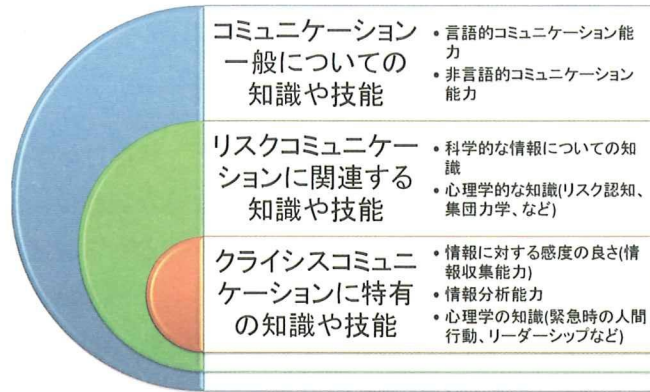 コミュニケーション
一般についての
知識や技能
• 言語的コミュニケーション能
力
• 非言語的コミュニケーション
能力
リスクコミュニケー
ションに関連する
知識や技能
• 科学的な情報についての知
識
• 心理学的な知識(リスク認知、
集団力学、など)
クライシスコミュニ
ケーションに特有
の知識や技能
• 情報に対する感度の良さ(情
報収集能力)
• 情報分析能力
• 心理学の知識(緊急時の人間
行動、リーダーシップなど)